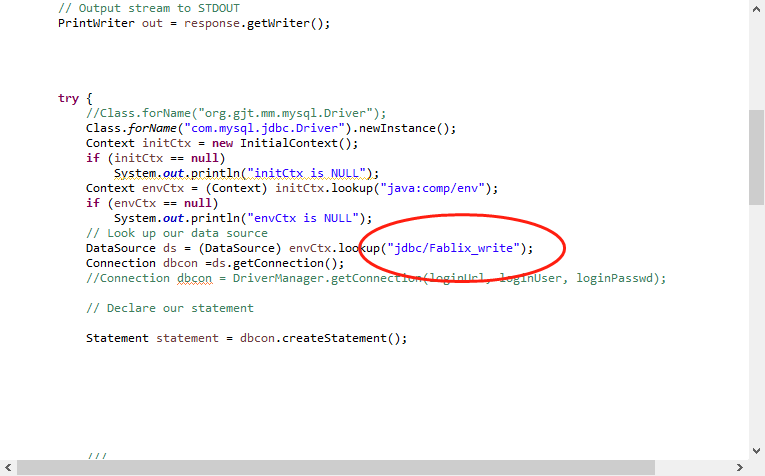 // Output stream to STDOUT
PrintWriter out = response.getWriter();
try {
//Class.forName("org.gjt.mm.mysql.Driver");
Class.forName("com.mysql.jdbc.Driver").newInstance();
Context initCtx = new InitialContext();
if (initCtx == null)
System.out.println("initCtx is NULL");
Context envCtx = (Context) initCtx.lookup("java:comp/env");
if (envCtx == null)
System.out.println("envCtx is NULL");
// Look up our data source
DataSource ds = (DataSource) envCtx.lookup("jdbc/Fablix_write");
Connection dbcon =ds.getConnection();
//Connection dbcon = DriverManager.getConnection(loginUrl, loginUser, loginPasswd);
// Declare our statement
Statement statement = dbcon.createStatement();
///